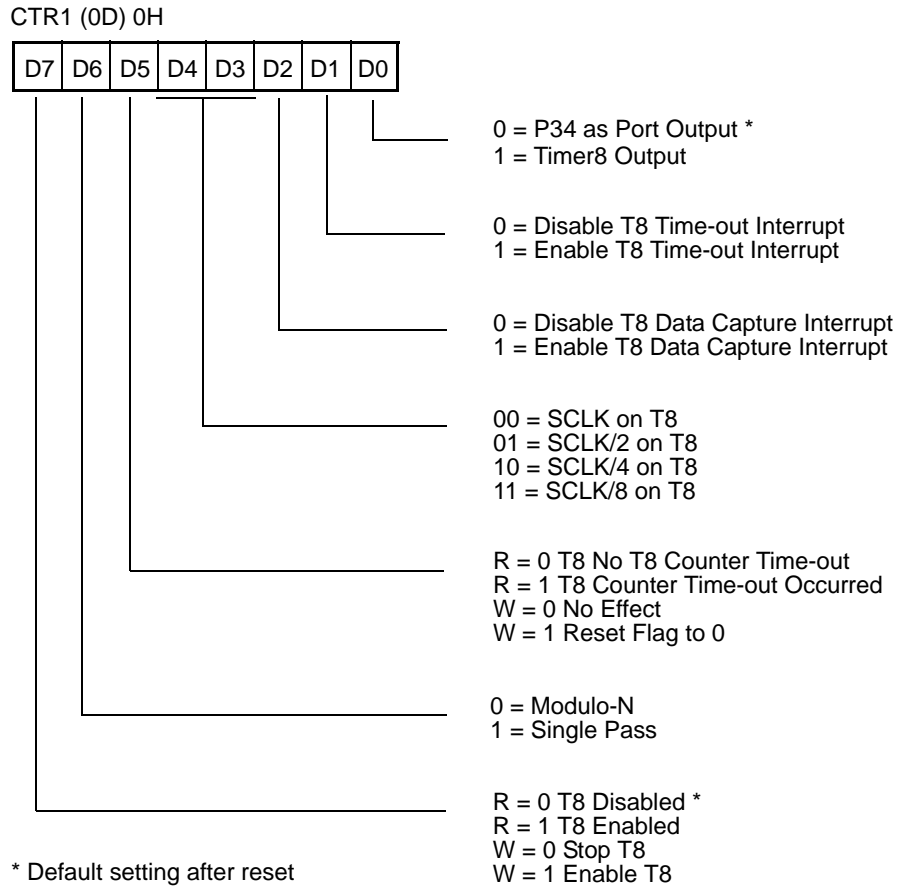 CTR1 (0D) 0H
D7 D6 D5 D4 D3 D2 D1 D0
0 = P34 as Port Output *
1 = Timer8 Output
0 = Disable T8 Time-out Interrupt
1 = Enable T8 Time-out Interrupt
0 = Disable T8 Data Capture Interrupt
1 = Enable T8 Data Capture Interrupt
00 = SCLK on T8
01 = SCLK/2 on T8
10 = SCLK/4 on T8
11 = SCLK/8 on T8
R = 0 T8 No T8 Counter Time-out
R = 1 T8 Counter Time-out Occurred
W = 0 No Effect
W = 1 Reset Flag to 0
0 = Modulo-N
1 = Single Pass
R = 0 T8 Disabled *
R = 1 T8 Enabled
W = 0 Stop T8
W = 1 Enable T8
* Default setting after reset